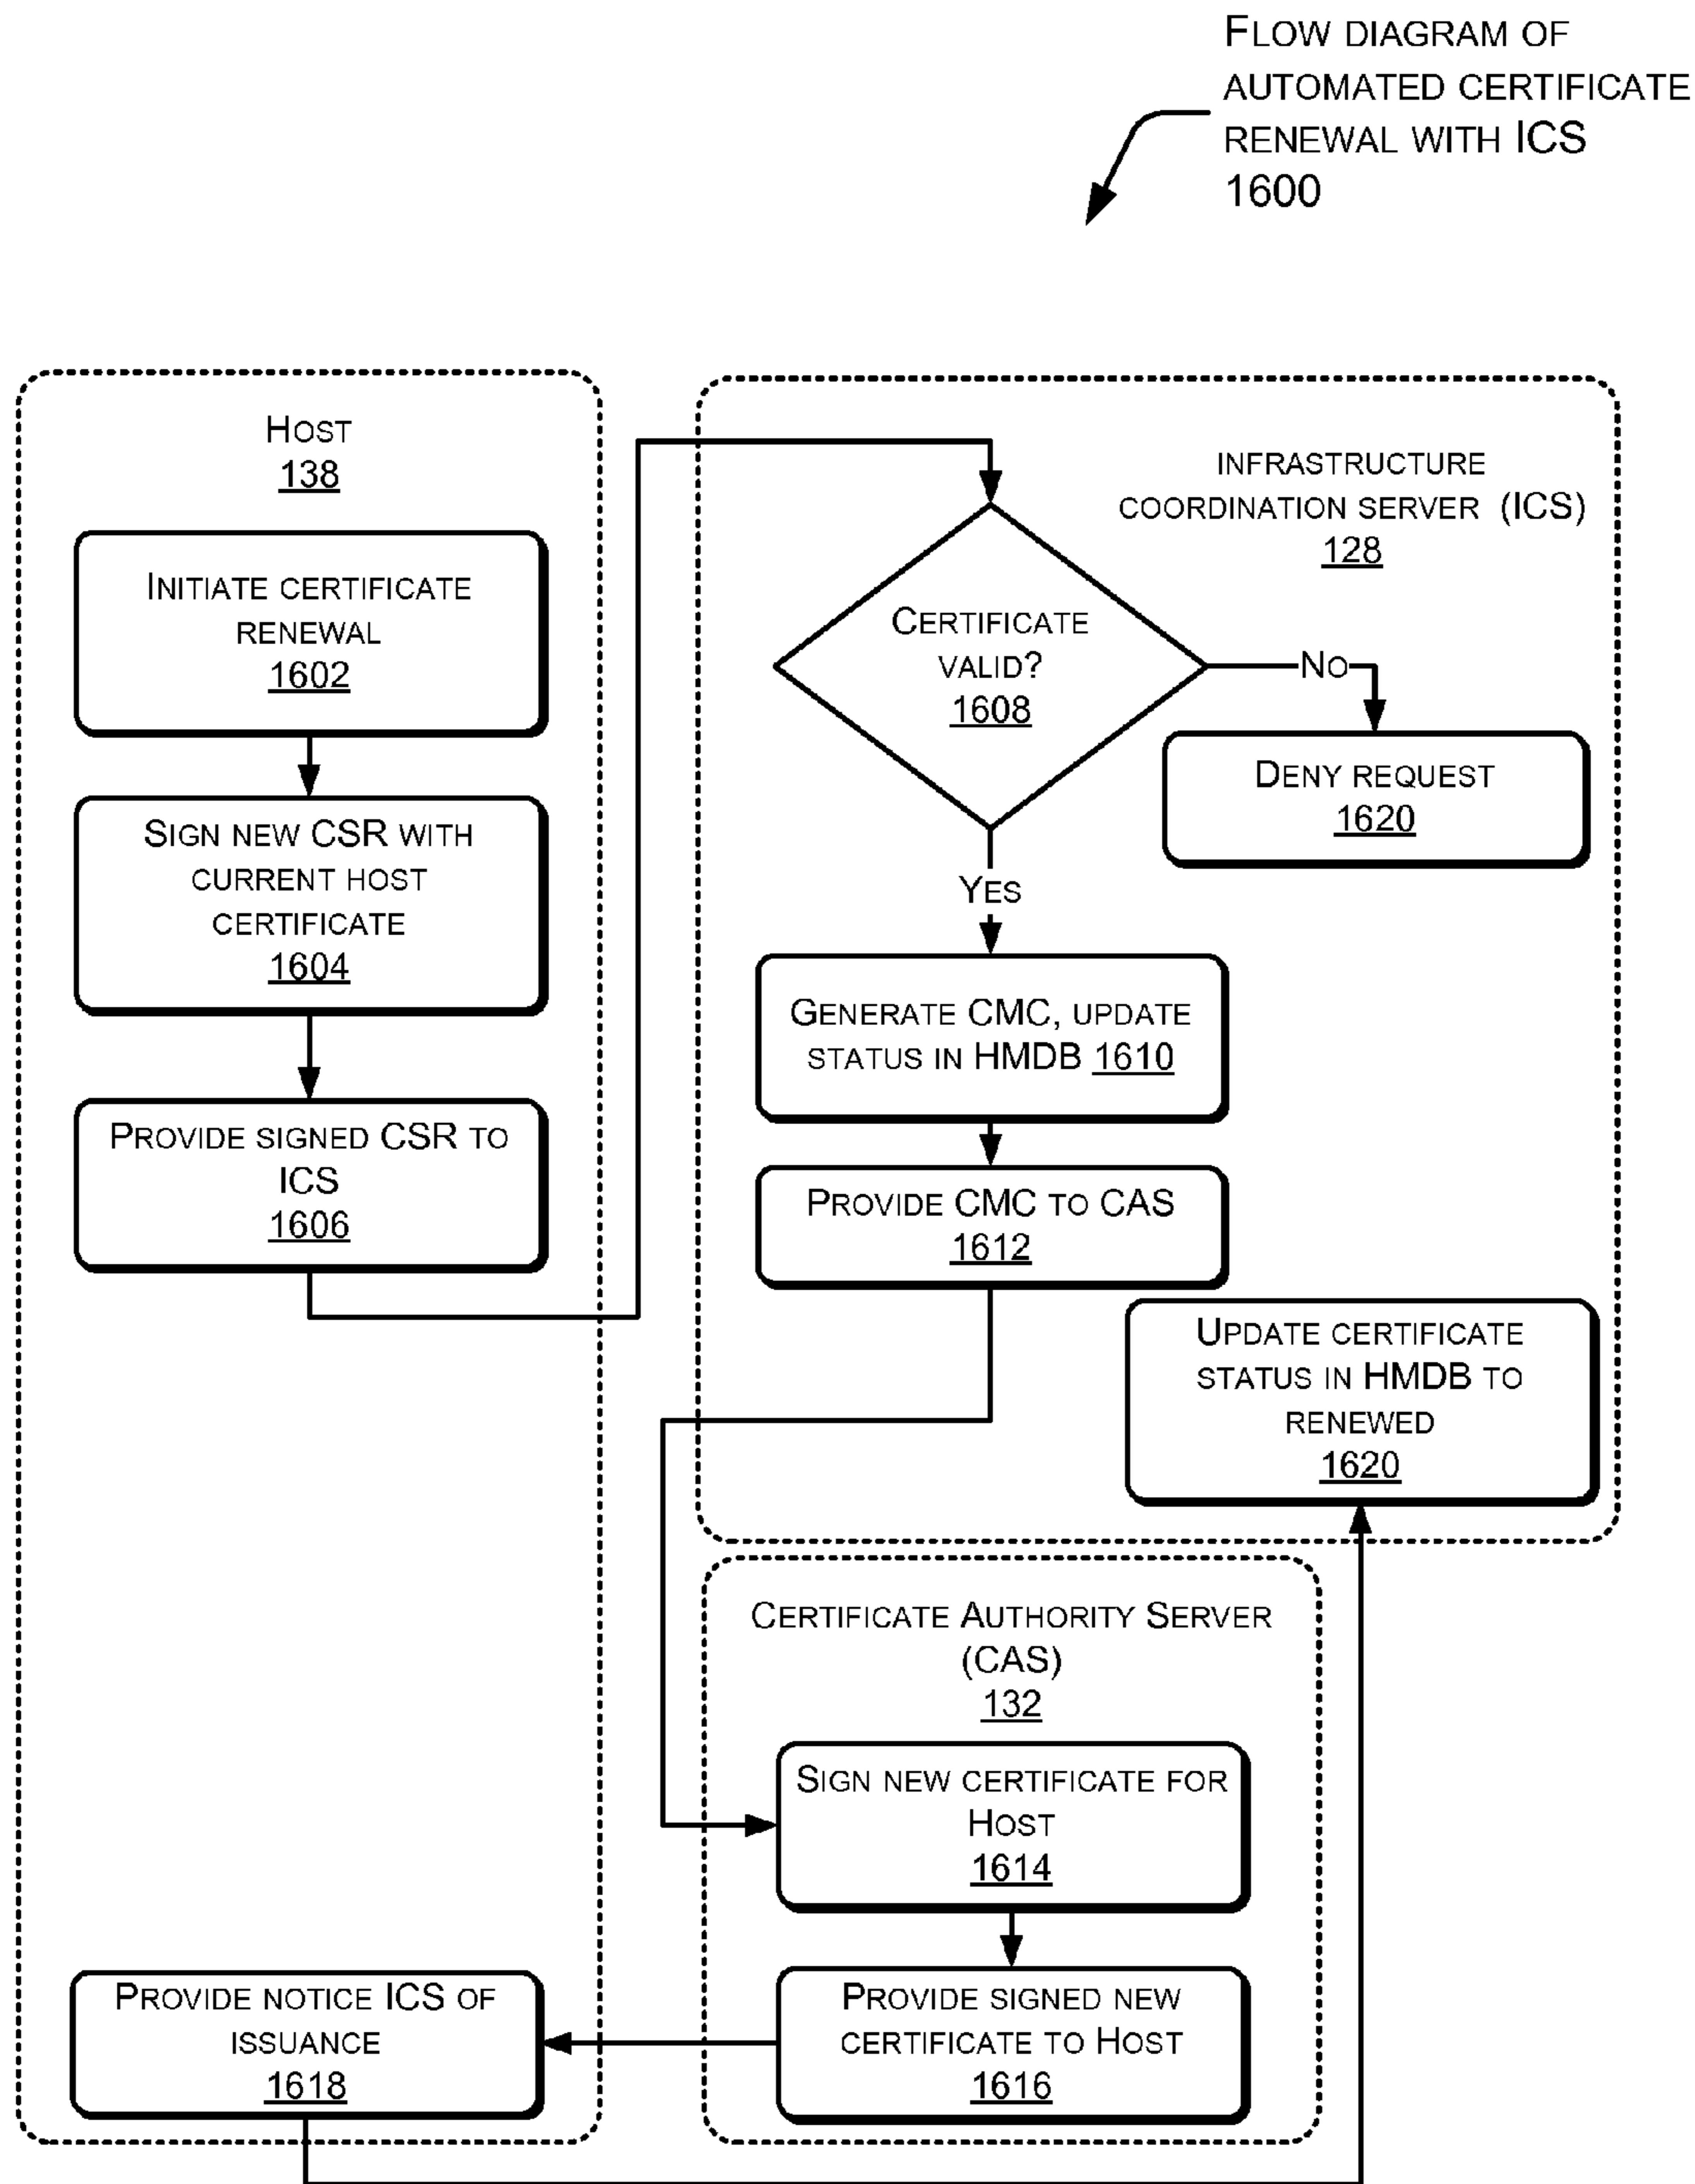 FLOW DIAGRAM OF
AUTOMATED CERTIFICATE
RENEWAL WITH ICS
1600
HOST
138
INITIATE CERTIFICATE
RENEWAL
1602
SIGN NEW CSR WITH
CURRENT HOST
CERTIFICATE
1604
PROVIDE SIGNED CSR TO
ICS
1606
INFRASTRUCTURE
COORDINATION SERVER (ICS)
128
CERTIFICATE
VALID?
1608
NO
DENY REQUEST
1620
YES
GENERATE CMC, UPDATE
STATUS IN HMDB 1610
PROVIDE CMC TO CAS
1612
UPDATE CERTIFICATE
STATUS IN HMDB TO
RENEWED
1620
CERTIFICATE AUTHORITY SERVER
(CAS)
132
SIGN NEW CERTIFICATE FOR
HOST
1614
PROVIDE SIGNED NEW
CERTIFICATE TO HOST
1616
PROVIDE NOTICE ICS OF
ISSUANCE
1618